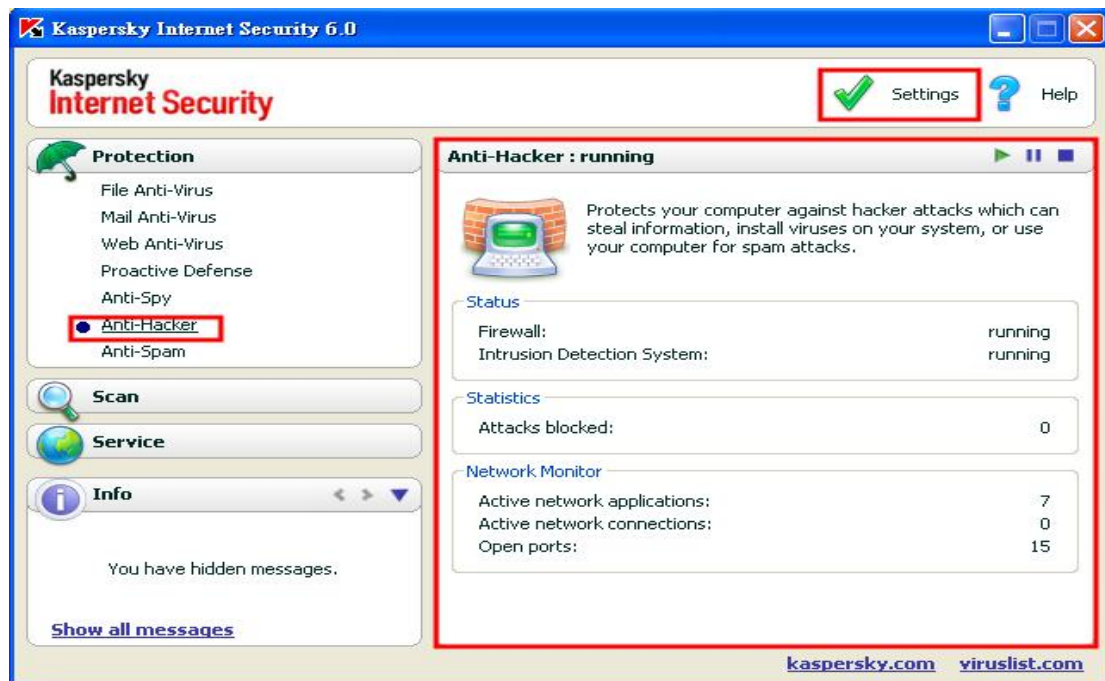 Kaspersky Internet Security 6.0
Kaspersky
Internet Security
Settings
Help
Protection
File Anti-Virus
Mail Anti-Virus
Web Anti-Virus
Proactive Defense
Anti-Spy
Anti-Hacker
Anti-Spam
Scan
Service
Info
You have hidden messages.
Show all messages
Anti-Hacker : running
Protects your computer against hacker attacks which can
steal information, install viruses on your system, or use
your computer for spam attacks.
Status
Firewall: running
Intrusion Detection System: running
Statistics
Attacks blocked: 0
Network Monitor
Active network applications: 7
Active network connections: 0
Open ports: 15
kaspersky.com viruslist.com